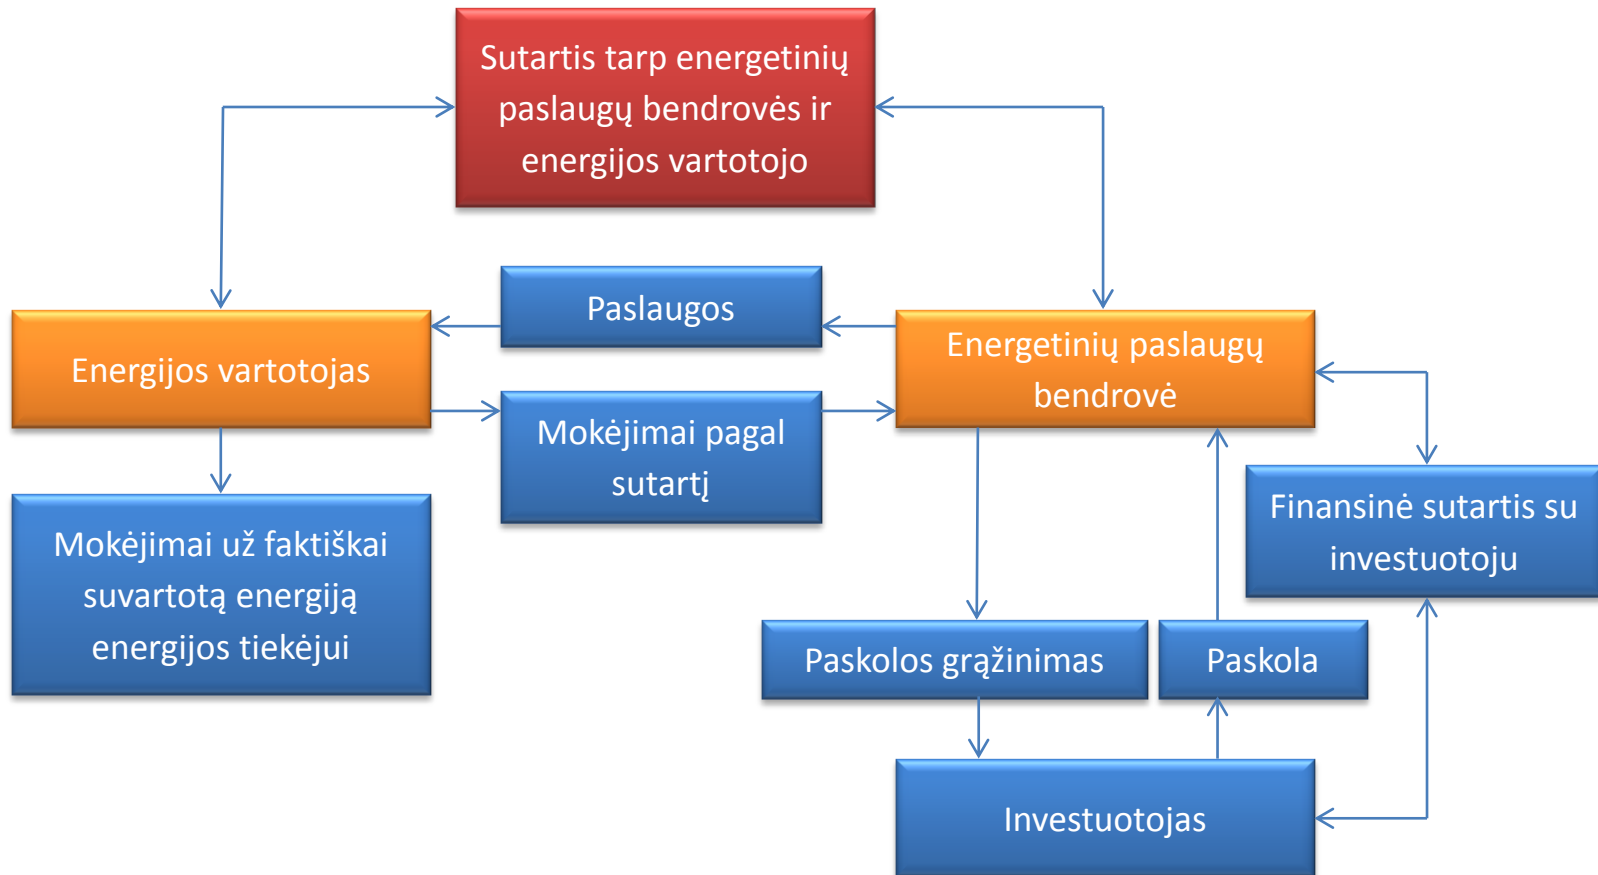 Sutartis tarp energetinių
paslaugų bendrovės ir
energijos vartotojo
Paslaugos
Energijos vartotojas
Energetinių paslaugų
bendrovė
Mokėjimai pagal
sutartį
Mokėjimai už faktiškai
suvartotą energiją
energijos tiekėjui
Finansinė sutartis su
investuotoju
Paskolos grąžinimas
Paskola
Investuotojas